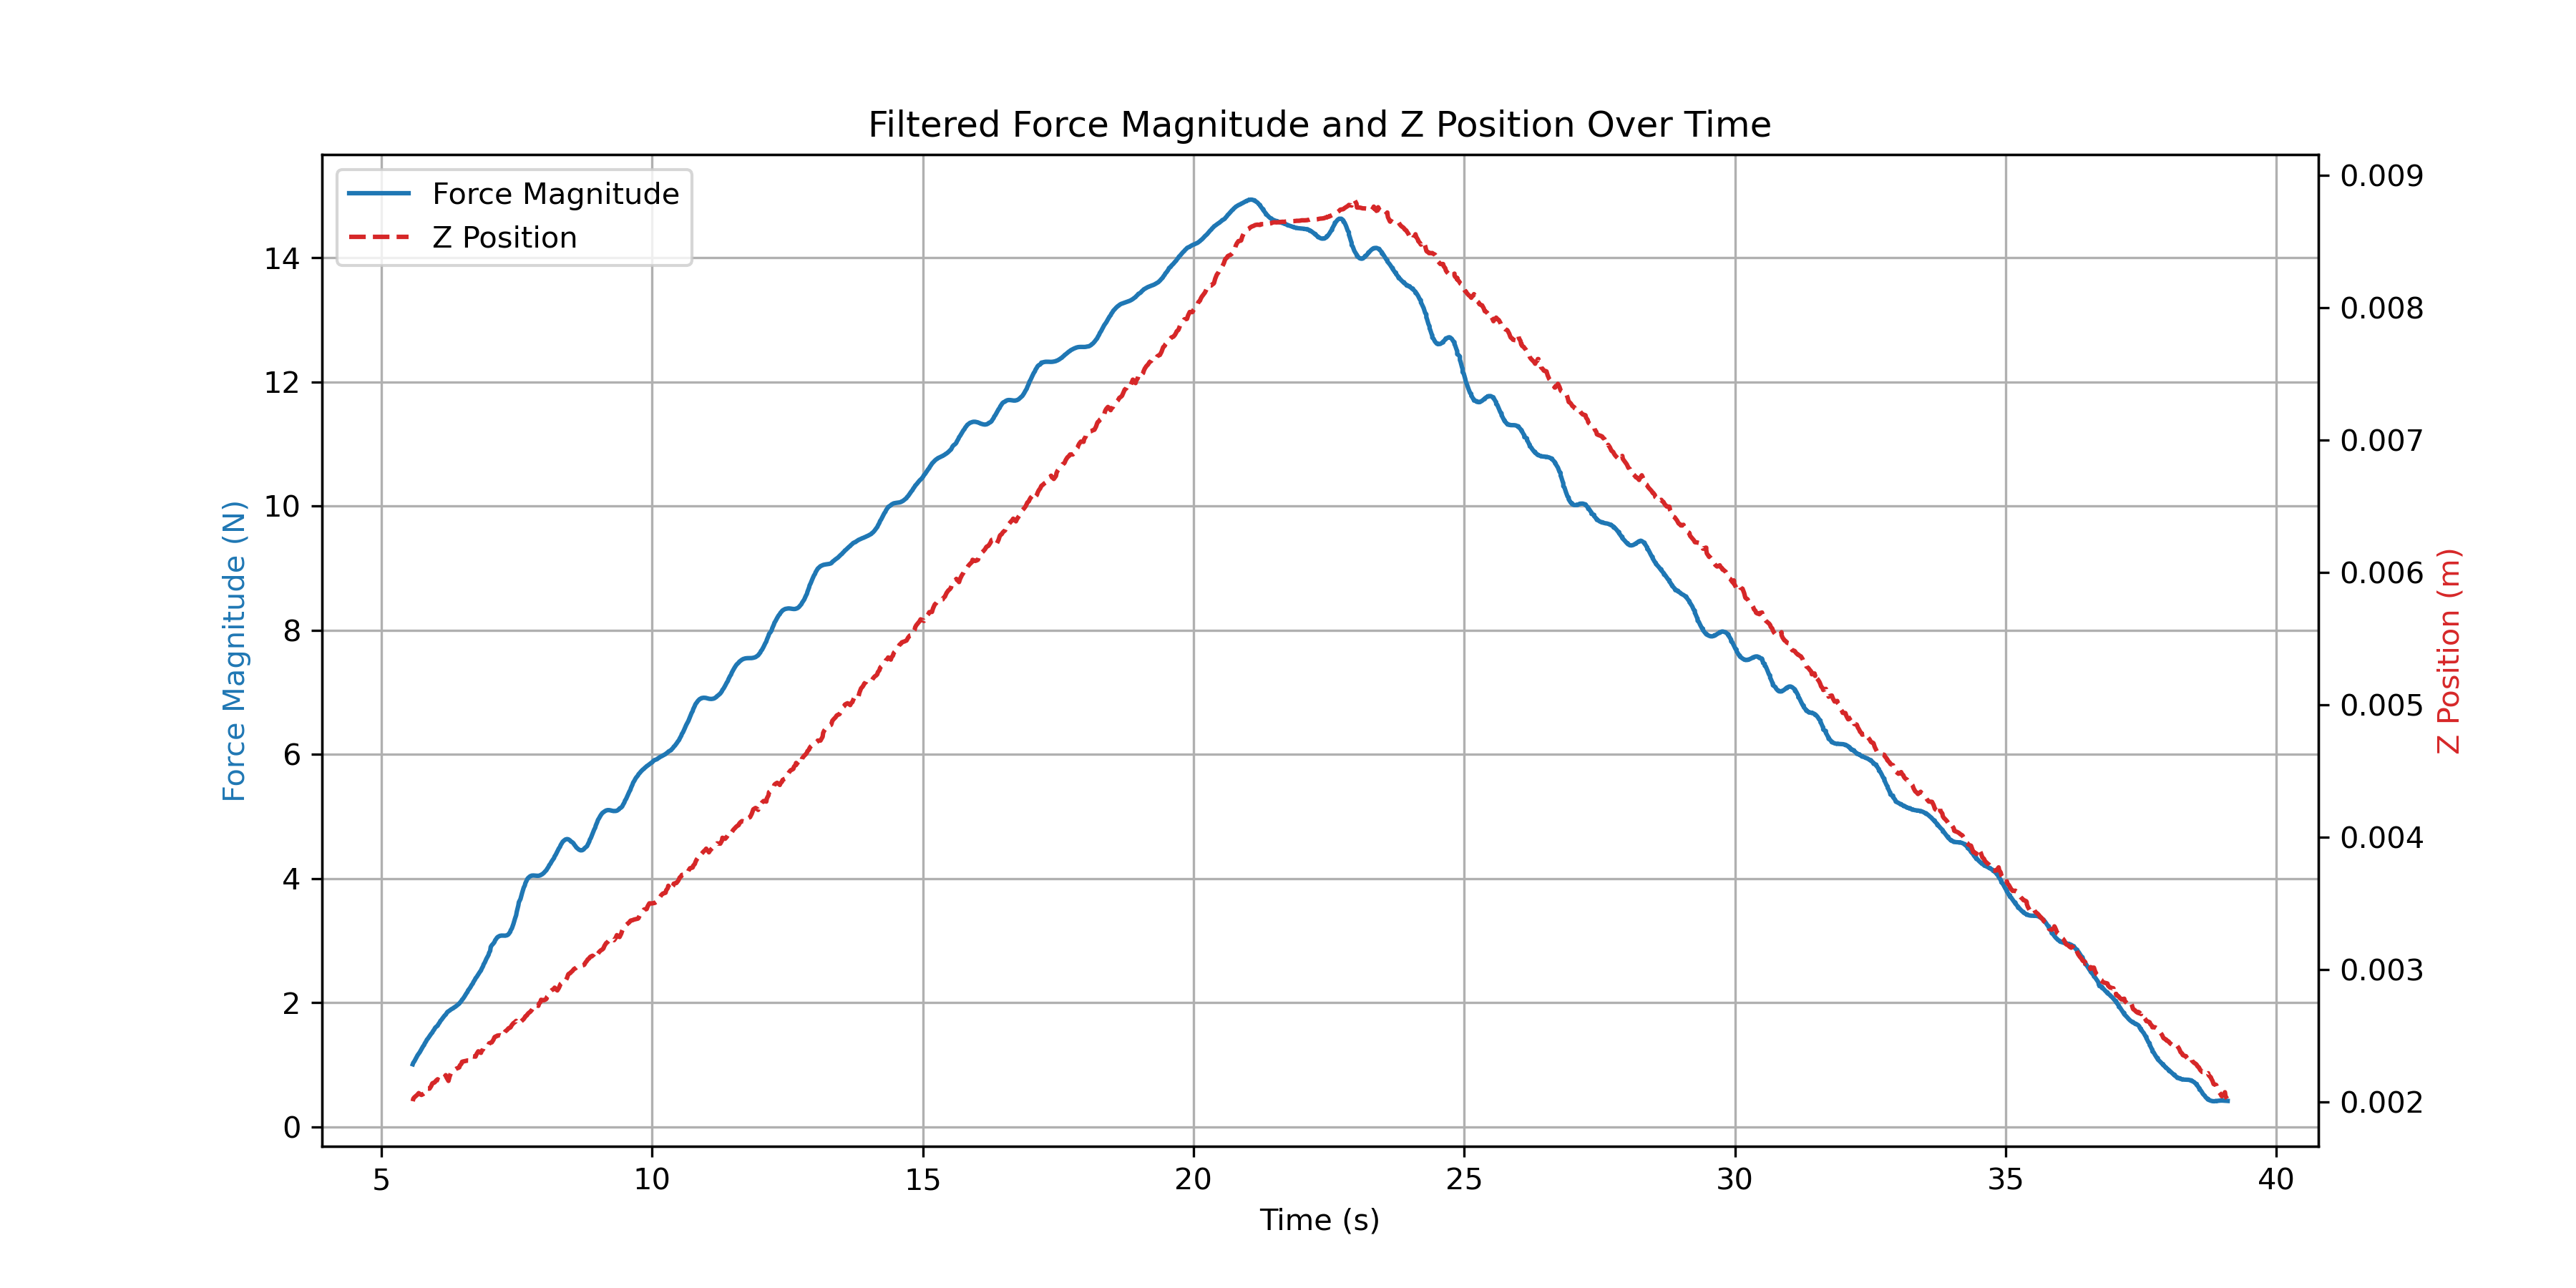 Filtered Force Magnitude and Z Position Over Time
Force Magnitude
Z Position
14
12
10
8
6
4
2
0
Force Magnitude (N)
0.009
0.008
0.007
0.006
0.005
0.004
0.003
0.002
Z Position (m)
5 10 15 20 25 30 35 40
Time (s)